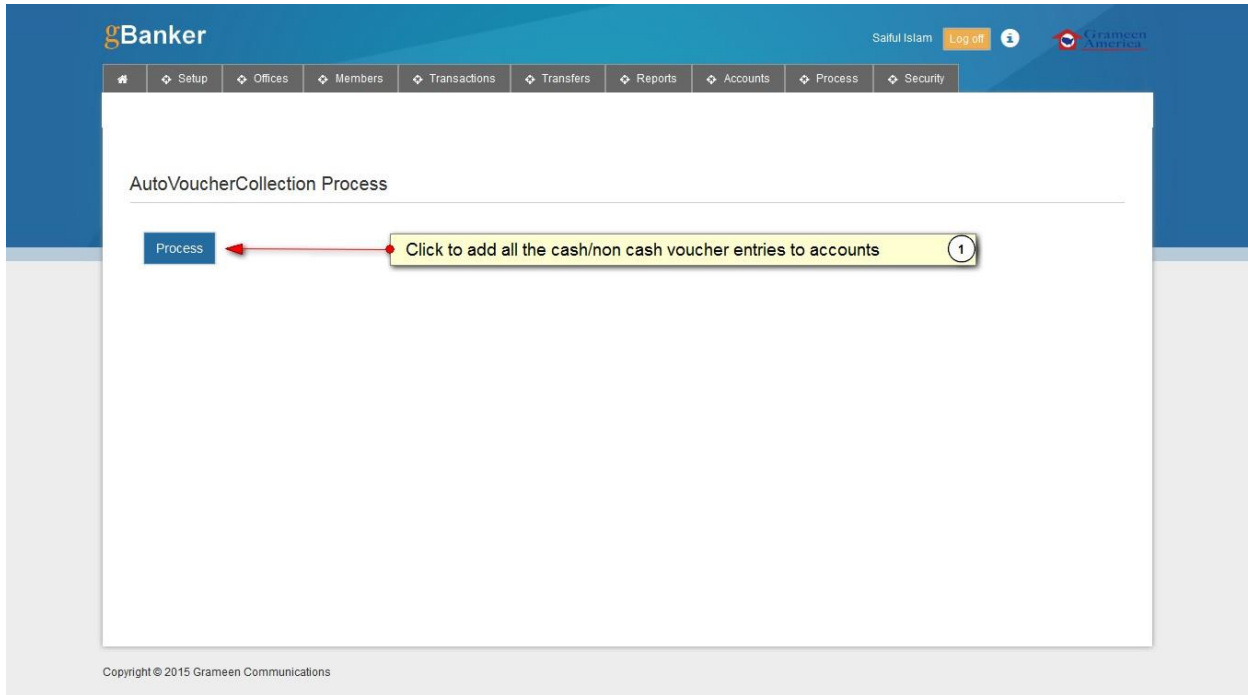 gBanker
Saiful Islam Log off
Grameen
America
Setup Offices Members Transactions Transfers Reports Accounts Process Security
AutoVoucherCollection Process
Process
Click to add all the cash/non cash voucher entries to accounts 1
Copyright © 2015 Grameen Communications